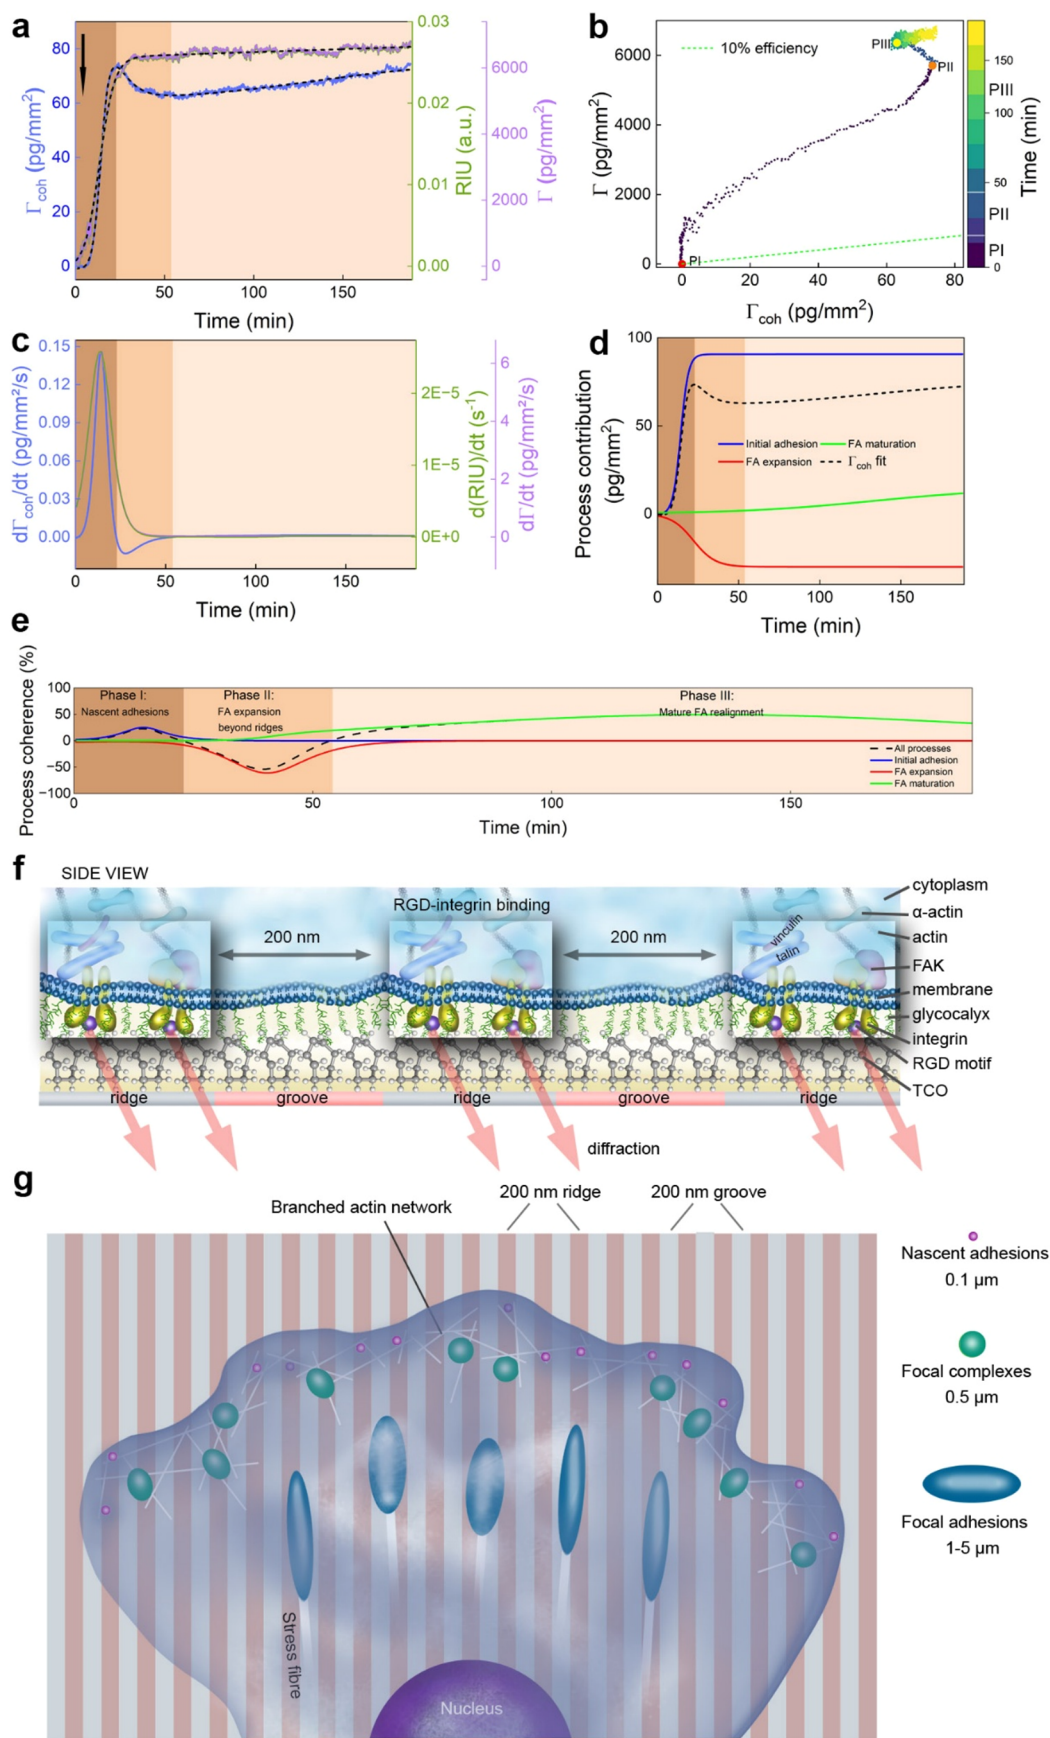 a
80
60
40
20
0
Γcoh (pg/mm²)
0
50
100
150
Time (min)
0.03
0.02
0.01
0.00
RIU (a.u.)
6000
4000
2000
0
Γ (pg/mm²)
b
10% efficiency
PIII
PII
PI
6000
4000
2000
0
Γ (pg/mm²)
0
20
40
60
80
Γcoh (pg/mm²)
150
PIII
100
50
PII
PI
0
Time (min)
c
0.15
0.12
0.09
0.06
0.03
0.00
dΓcoh/dt (pg/mm²/s)
0
50
100
150
Time (min)
2E-5
1E-5
0E+0
d(RIU)/dt (s⁻¹)
6
4
2
0
dΓ/dt (pg/mm²/s)
d
100
50
0
Process contribution
(pg/mm²)
Initial adhesion
FA maturation
FA expansion
Γcoh fit
0
50
100
150
Time (min)
e
Process coherence (%)
100
50
0
−50
−100
Phase I:
Nascent adhesions
Phase II:
FA expansion
beyond ridges
Phase III:
Mature FA realignment
All processes
Initial adhesion
FA expansion
FA maturation
0
50
100
150
Time (min)
f
SIDE VIEW
RGD-integrin binding
200 nm
200 nm
vinculin
talin
cytoplasm
α-actin
actin
FAK
membrane
glycocalyx
integrin
RGD motif
TCO
ridge
groove
ridge
groove
ridge
diffraction
g
Branched actin network
200 nm ridge
200 nm groove
Nascent adhesions
0.1 µm
Focal complexes
0.5 µm
Focal adhesions
1-5 µm
Stress fibre
Nucleus